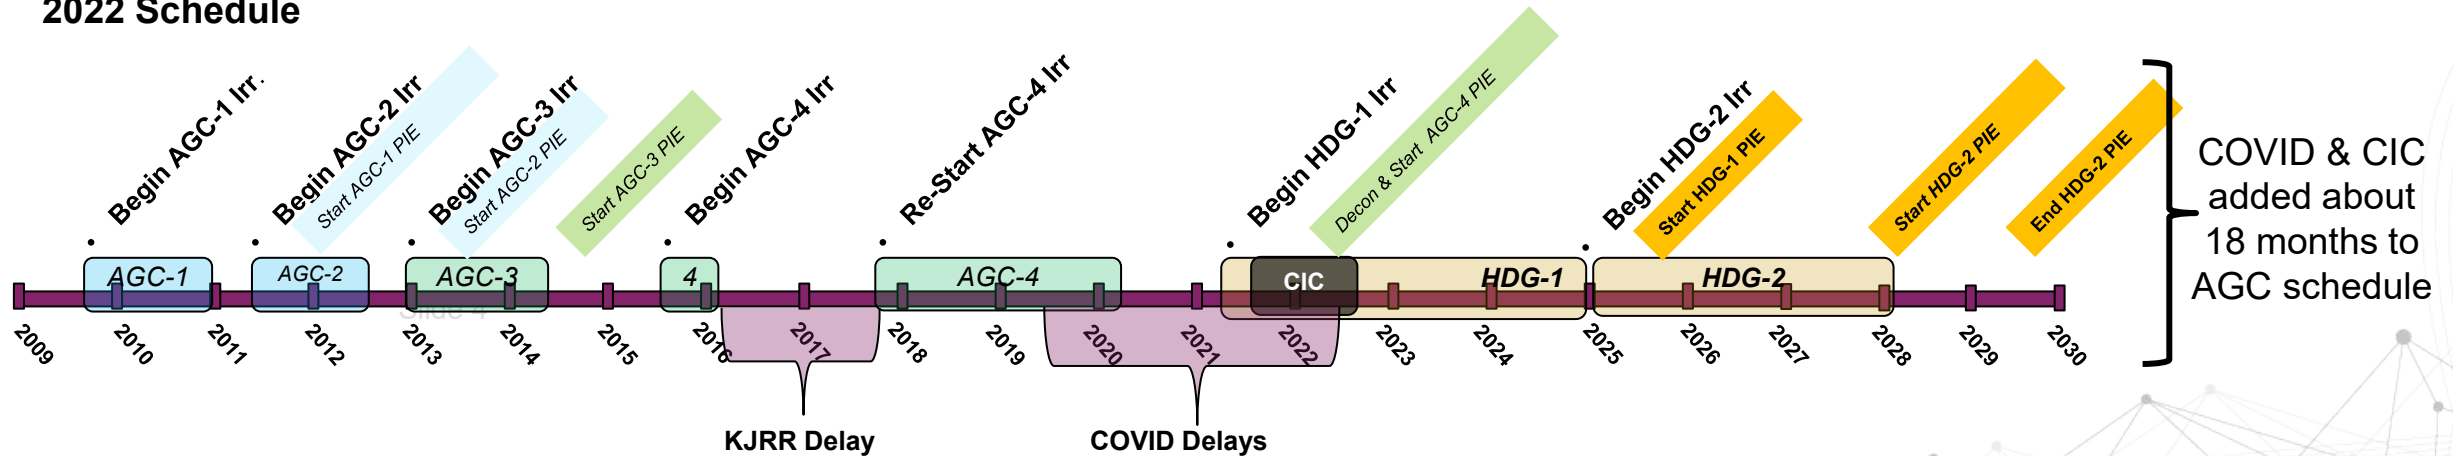 2022 Schedule
Begin AGC-1 Irr.
Begin AGC-2 Irr
Start AGC-1 PIE
Begin AGC-3 Irr
Start AGC-2 PIE
Start AGC-3 PIE
Begin AGC-4 Irr
Re-Start AGC-4 Irr
Begin HDG-1 Irr
Decon & Start AGC-4 PIE
Begin HDG-2 Irr
Start HDG-1 PIE
Start HDG-2 PIE
End HDG-2 PIE
AGC-1
AGC-2
AGC-3
4
AGC-4
CIC
HDG-1
HDG-2
Slide 4
2009
2010
2011
2012
2013
2014
2015
2016
2017
2018
2019
2020
2021
2022
2023
2024
2025
2026
2027
2028
2029
2030
KJRR Delay
COVID Delays
COVID & CIC
added about
18 months to
AGC schedule